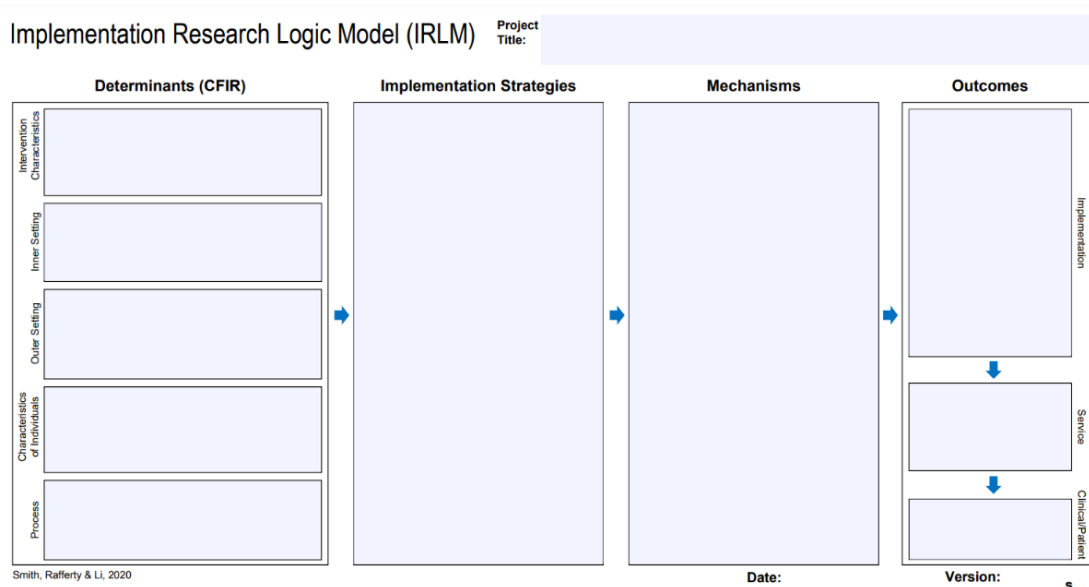 Implementation Research Logic Model (IRLM)
Project
Title:
Determinants (CFIR)
Implementation Strategies
Mechanisms
Outcomes
Intervention
Characteristics
Inner Setting
Outer Setting
Characteristics
of Individuals
Process
Implementation
Service
Clinical/Patient
Smith, Rafferty & Li, 2020
Date:
Version:
s